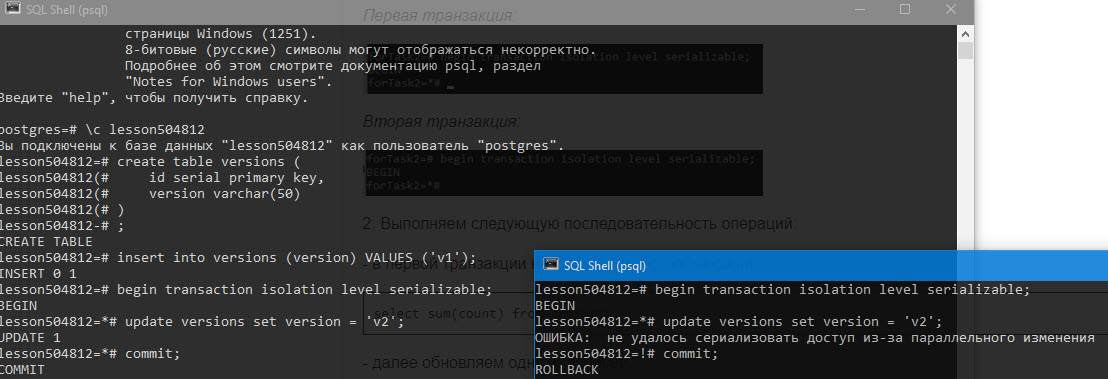 SQL Shell (psql)
страницы Windows (1251).
8-битовые (русские) символы могут отображаться некорректно.
Подробнее об этом смотрите документацию psql, раздел
"Notes for Windows users".
Введите "help", чтобы получить справку.
postgres=# \c lesson504812
Вы подключены к базе данных "lesson504812" как пользователь "postgres".
lesson504812=# create table versions (
lesson504812(#     id serial primary key,
lesson504812(#     version varchar(50)
lesson504812(# )
lesson504812-# ;
CREATE TABLE
lesson504812=# insert into versions (version) VALUES ('v1');
INSERT 0 1
lesson504812=# begin transaction isolation level serializable;
BEGIN
lesson504812=*# update versions set version = 'v2';
UPDATE 1
lesson504812=*# commit;
COMMIT
Первая транзакция:
forTask2=# begin transaction isolation level serializable;
forTask2=*#
Вторая транзакция:
forTask2=# begin transaction isolation level serializable;
BEGIN
forTask2=*#
2. Выполняем следующую последовательность операций:
- в первой транзакции
select sum(count) fro
- далее обновляем одн
SQL Shell (psql)
lesson504812=# begin transaction isolation level serializable;
BEGIN
lesson504812=*# update versions set version = 'v2';
ОШИБКА:  не удалось сериализовать доступ из-за параллельного изменения
lesson504812=!# commit;
ROLLBACK